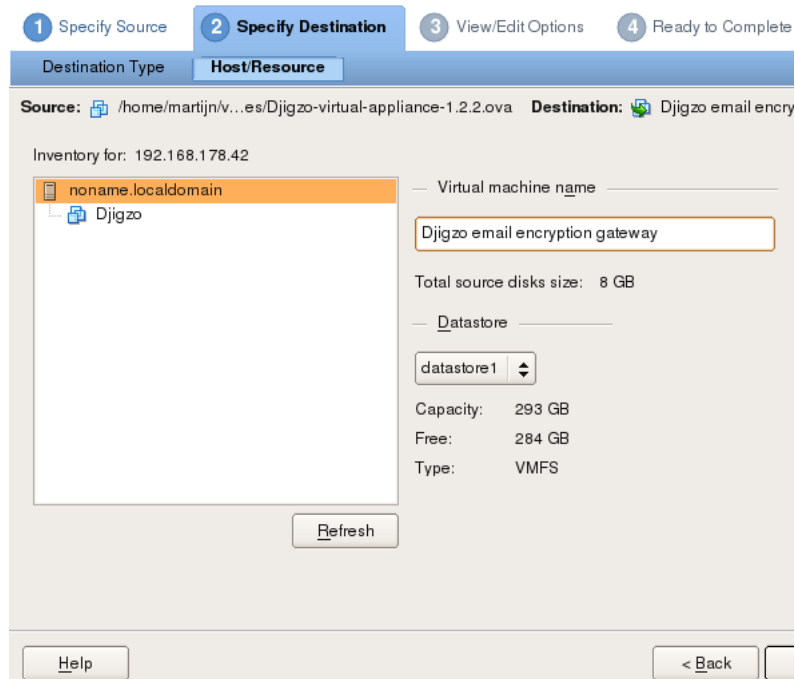 1 Specify Source 2 Specify Destination 3 View/Edit Options 4 Ready to Complete
Destination Type Host/Resource
Source: /home/martijn/v...es/Djigzo-virtual-appliance-1.2.2.ova Destination: Djigzo email encry
Inventory for: 192.168.178.42
noname.localdomain
Djigzo
Virtual machine name
Djigzo email encryption gateway
Total source disks size: 8 GB
Datastore
datastore1
Capacity: 293 GB
Free: 284 GB
Type: VMFS
Refresh
Help < Back